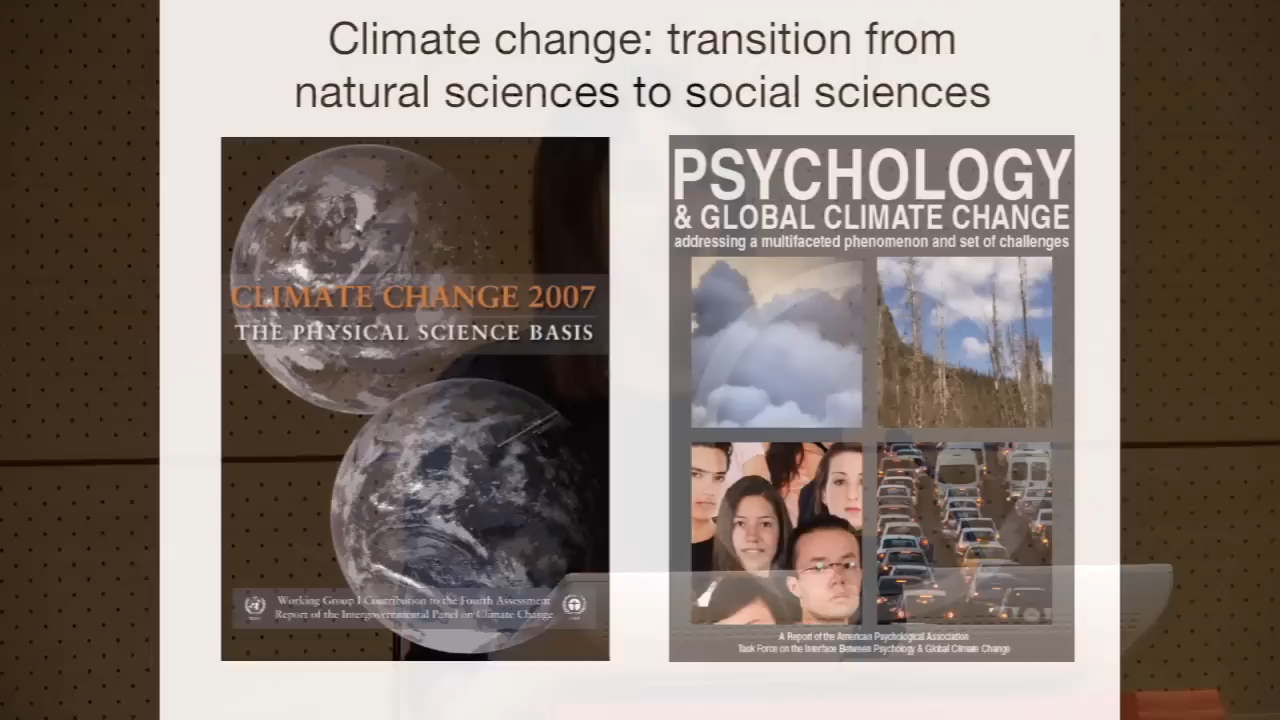 Climate change: transition from
natural sciences to social sciences
CLIMATE CHANGE 2007
THE PHYSICAL SCIENCE BASIS
Working Group I Contribution to the Fourth Assessment
Report of the Intergovernmental Panel on Climate Change
PSYCHOLOGY
& GLOBAL CLIMATE CHANGE
addressing a multifaceted phenomenon and set of challenges
A Report of the American Psychological Association
Task Force on the Interface Between Psychology & Global Climate Change